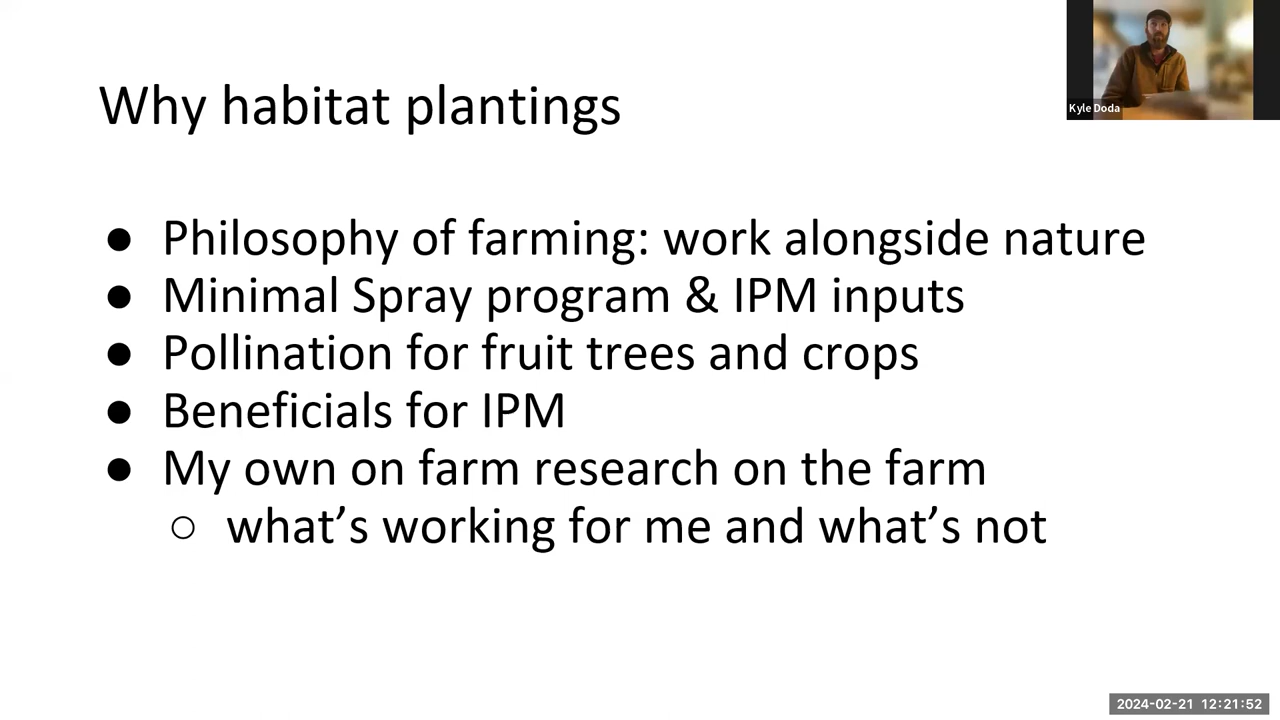 Kyle Doda
Why habitat plantings
● Philosophy of farming: work alongside nature
● Minimal Spray program & IPM inputs
● Pollination for fruit trees and crops
● Beneficials for IPM
● My own on farm research on the farm
○ what’s working for me and what’s not
2024-02-21 12:21:52